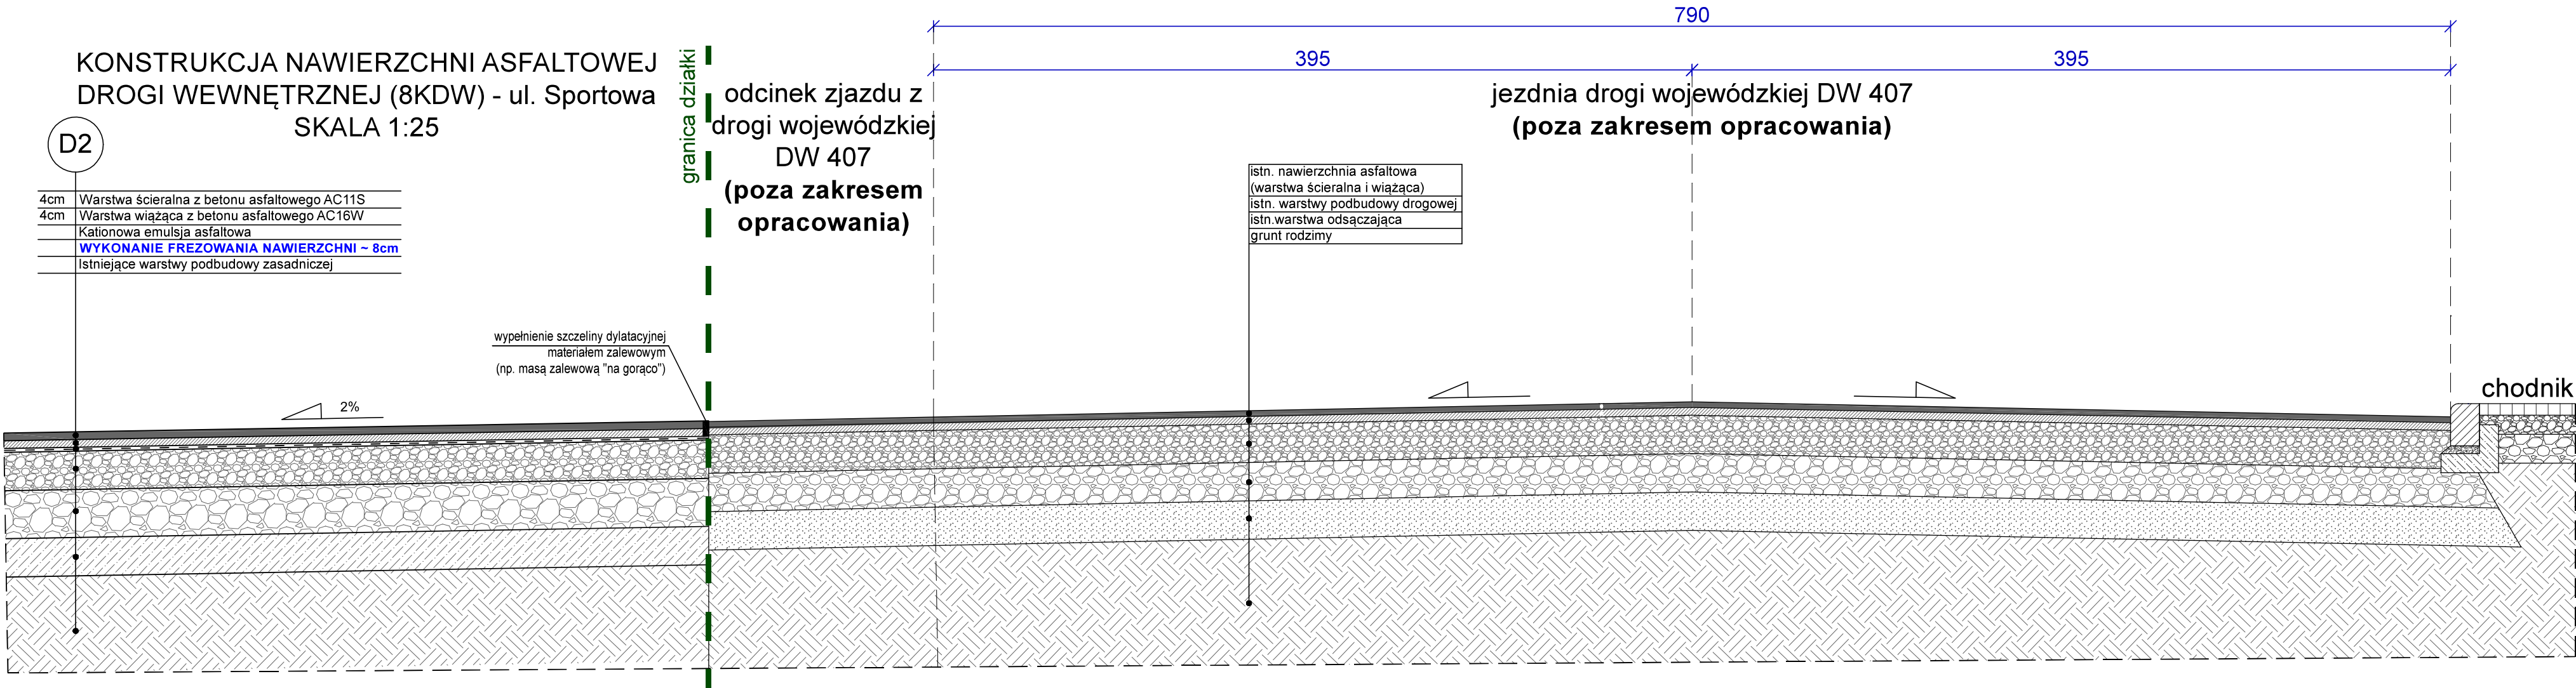 790
395
395
KONSTRUKCJA NAWIERZCHNI ASFALTOWEJ
DROGI WEWNĘTRZNEJ (8KDW) - ul. Sportowa
SKALA 1:25
D2
4cm Warstwa ścieralna z betonu asfaltowego AC11S
4cm Warstwa wiążąca z betonu asfaltowego AC16W
Kationowa emulsja asfaltowa
WYKONANIE FREZOWANIA NAWIERZCHNI ~ 8cm
Istniejące warstwy podbudowy zasadniczej
granica działki
odcinek zjazdu z
drogi wojewódzkiej
DW 407
(poza zakresem
opracowania)
jezdnia drogi wojewódzkiej DW 407
(poza zakresem opracowania)
istn. nawierzchnia asfaltowa
(warstwa ścieralna i wiążąca)
istn. warstwy podbudowy drogowej
istn.warstwa odsączająca
grunt rodzimy
wypełnienie szczeliny dylatacyjnej
materiałem zalewowym
(np. masą zalewową "na gorąco")
2%
chodnik